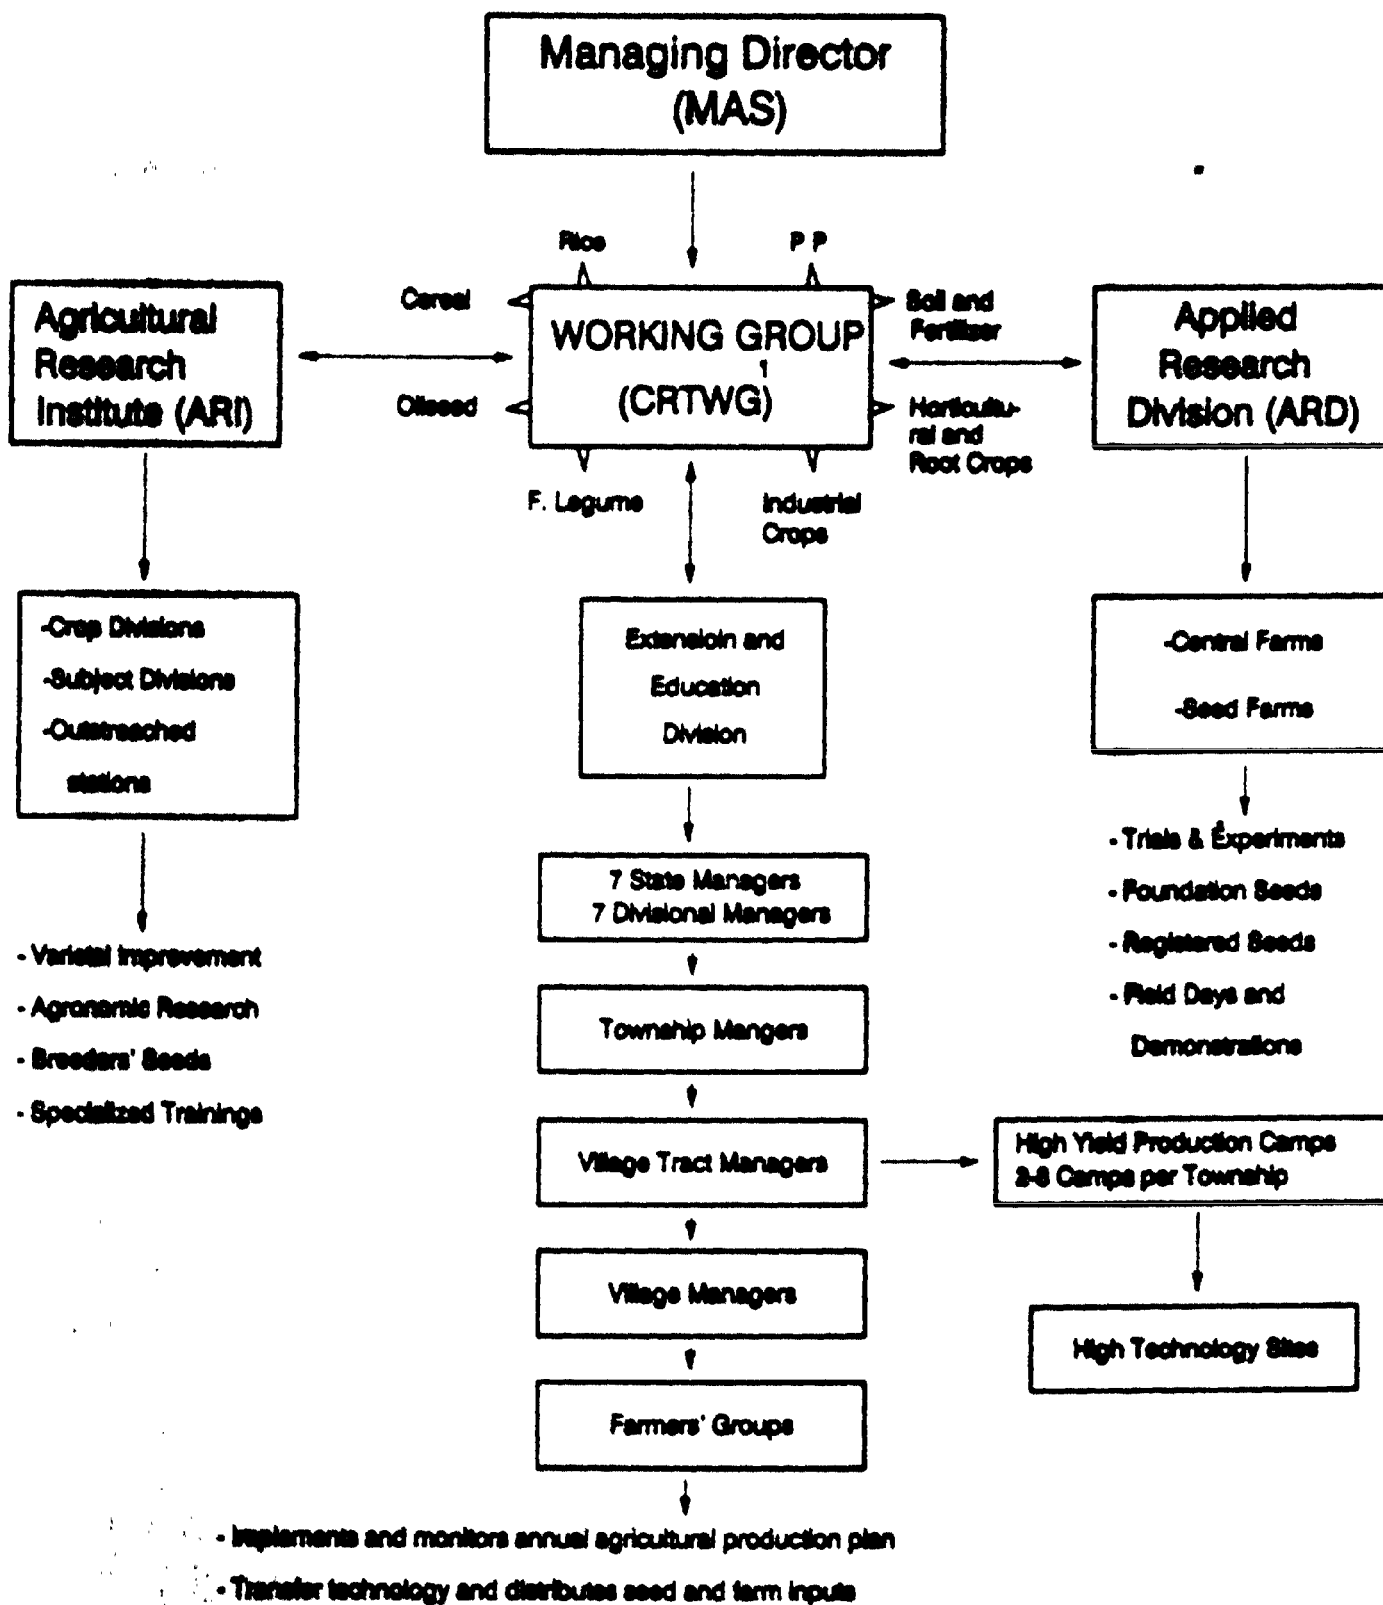 Managing Director
(MAS)
Rice
P P
Cereal
Soil and
Fertilizer
Agricultural
Research
Institute (ARI)
WORKING GROUP
(CRTWG)
1
Applied
Research
Division (ARD)
Oilseed
Horticultu-
ral and
Root Crops
F. Legume
Industrial
Crops
-Crop Divisions
-Subject Divisions
-Outstreached
stations
Extensioin and
Education
Division
-Central Farms
-Seed Farms
7 State Managers
7 Divisional Managers
- Trials & Experiments
- Foundation Seeds
- Registered Seeds
- Field Days and
Demonstrations
- Varietal Improvement
- Agronomic Research
- Breeders' Seeds
- Specialized Trainings
Township Mangers
Village Tract Managers
High Yield Production Camps
Camps per Township
Village Managers
High Technology Sites
Farmers' Groups
- Implements and monitors annual agricultural production plan
- Transfer technology and distributes seed and farm inputs